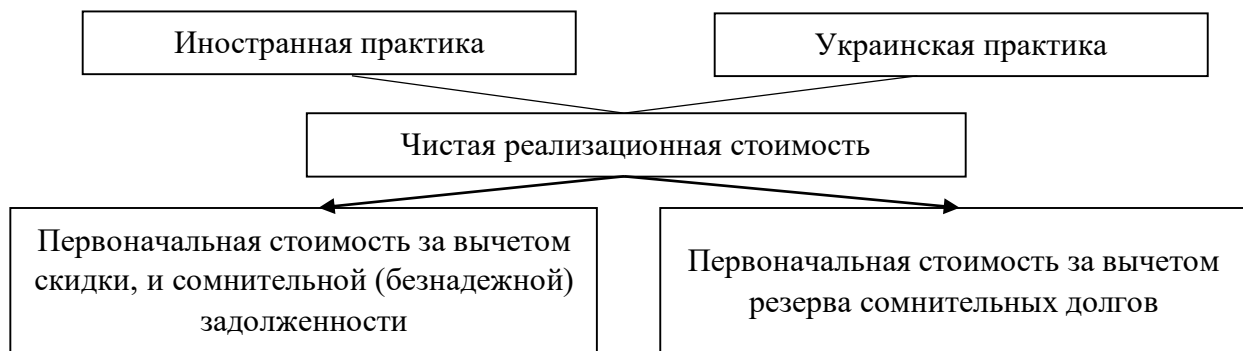 Иностранная практика
Украинская практика
Чистая реализационная стоимость
Первоначальная стоимость за вычетом
скидки, и сомнительной (безнадежной)
задолженности
Первоначальная стоимость за вычетом
резерва сомнительных долгов